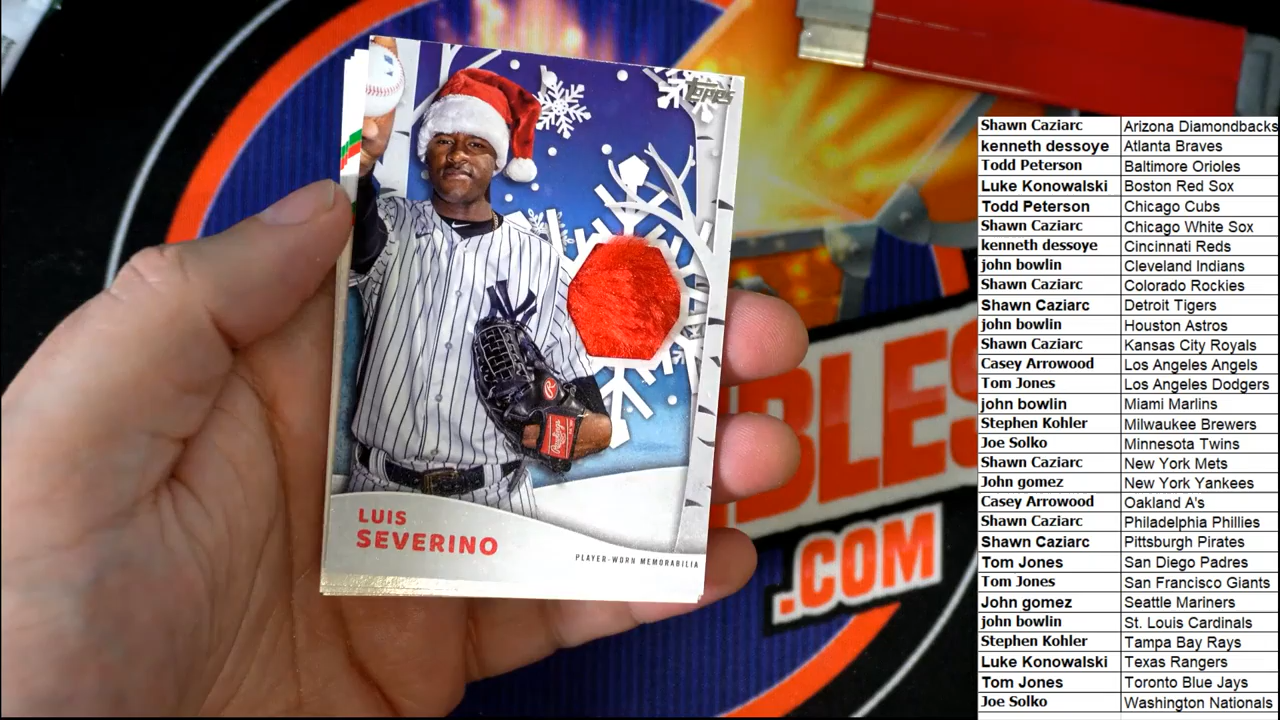 Topps
LUIS
SEVERINO
PLAYER-WORN MEMORABILIA
Rawlings
BLES
.COM
Shawn Caziarc Arizona Diamondbacks
kenneth dessoye Atlanta Braves
Todd Peterson Baltimore Orioles
Luke Konowalski Boston Red Sox
Todd Peterson Chicago Cubs
Shawn Caziarc Chicago White Sox
kenneth dessoye Cincinnati Reds
john bowlin Cleveland Indians
Shawn Caziarc Colorado Rockies
Shawn Caziarc Detroit Tigers
john bowlin Houston Astros
Shawn Caziarc Kansas City Royals
Casey Arrowood Los Angeles Angels
Tom Jones Los Angeles Dodgers
john bowlin Miami Marlins
Stephen Kohler Milwaukee Brewers
Joe Solko Minnesota Twins
Shawn Caziarc New York Mets
John gomez New York Yankees
Casey Arrowood Oakland A's
Shawn Caziarc Philadelphia Phillies
Shawn Caziarc Pittsburgh Pirates
Tom Jones San Diego Padres
Tom Jones San Francisco Giants
John gomez Seattle Mariners
john bowlin St. Louis Cardinals
Stephen Kohler Tampa Bay Rays
Luke Konowalski Texas Rangers
Tom Jones Toronto Blue Jays
Joe Solko Washington Nationals